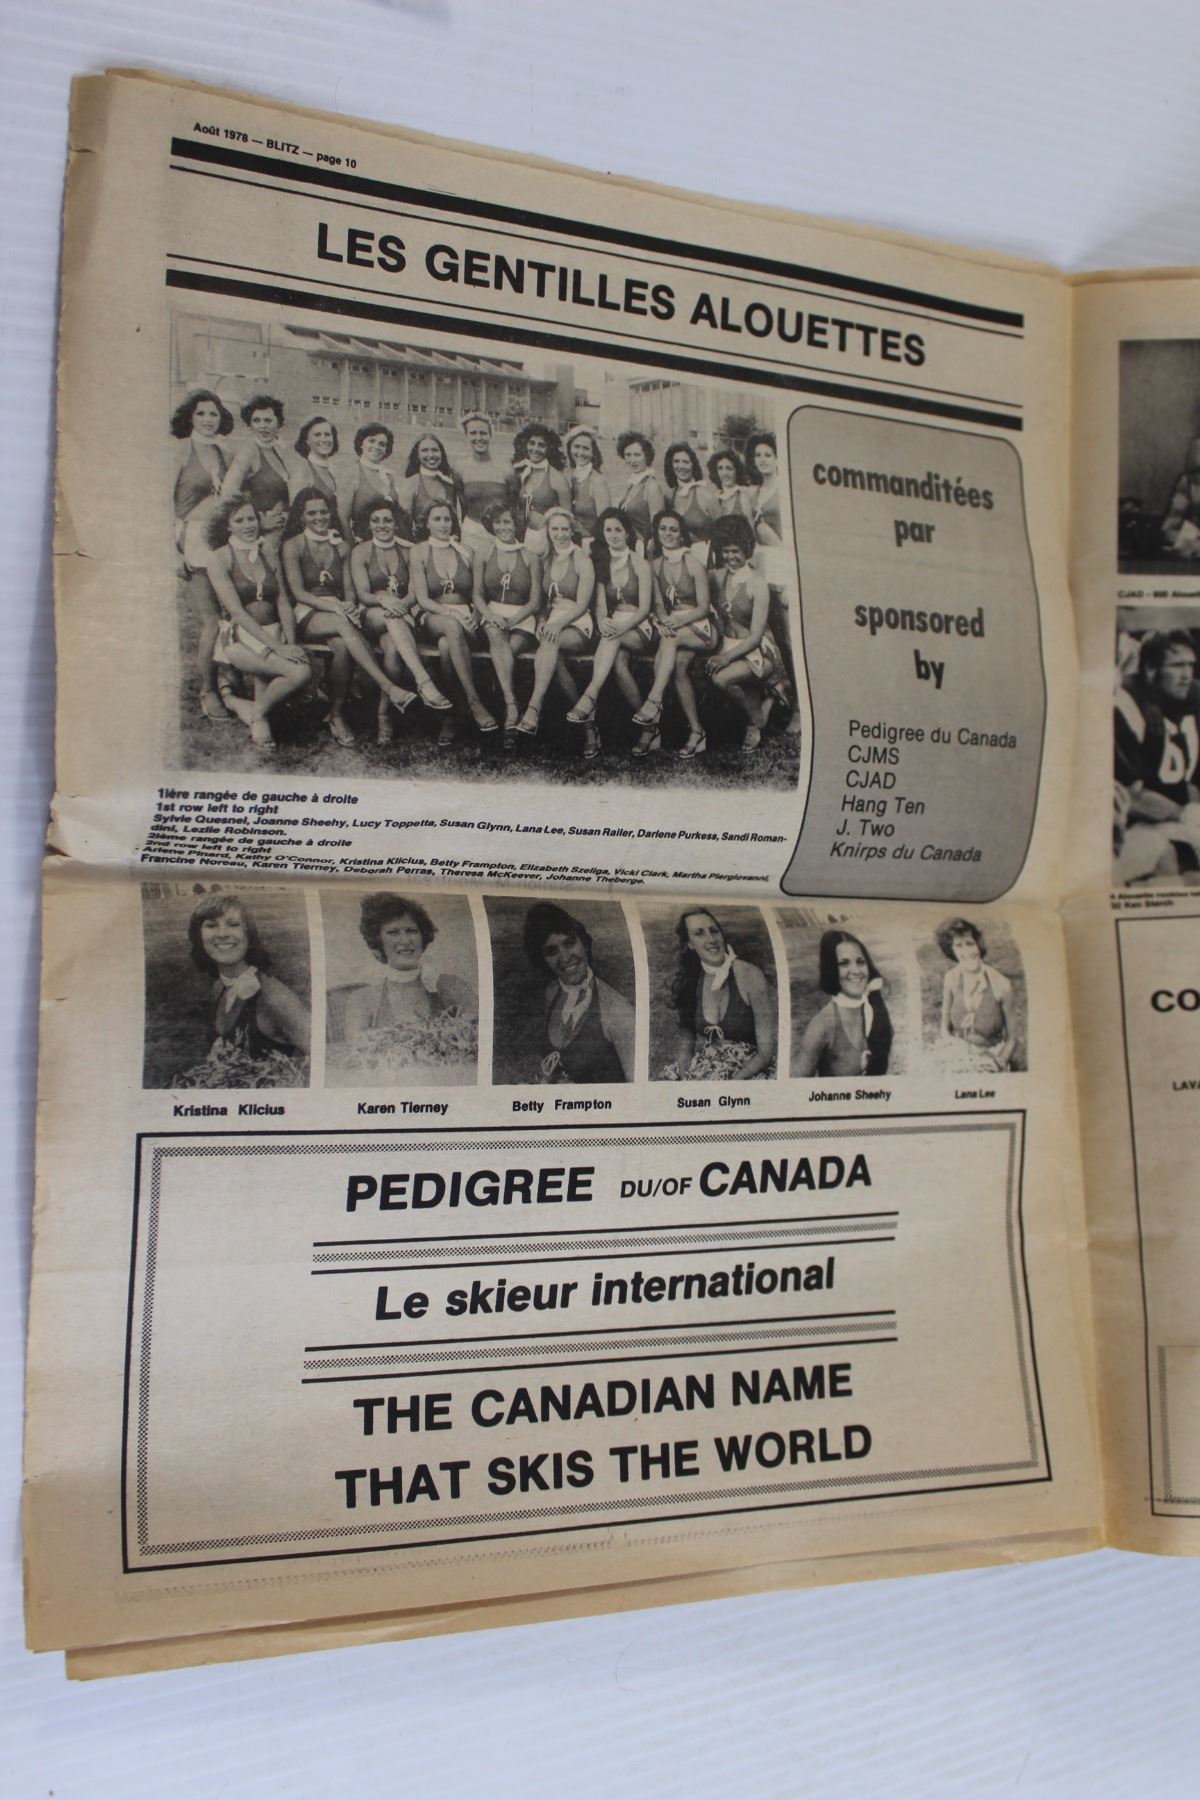 Août 1978 — BLITZ — page 10
LES GENTILLES ALOUETTES
commanditées
par
sponsored
by
Pedigree du Canada
CJMS
CJAD
Hang Ten
J. Two
Knirps du Canada
1ière rangée de gauche à droite
1st row left to right
Sylvie Quesnel, Joanne Sheehy, Lucy Toppetta, Susan Glynn, Lana Lee, Susan Railer, Darlene Purkess, Sandi Roman-
dini, Lezlie Robinson.
2ième rangée de gauche à droite
2nd row left to right
Arlene Pinard, Kathy O'Connor, Kristina Klicius, Betty Frampton, Elizabeth Szeliga, Vicki Clark, Martha Piergiovanni,
Francine Noreau, Karen Tierney, Deborah Perras, Theresa McKeever, Johanne Theberge.
Kristina Klicius
Karen Tierney
Betty Frampton
Susan Glynn
Johanne Sheehy
Lana Lee
PEDIGREE DU/OF CANADA
Le skieur international
THE CANADIAN NAME
THAT SKIS THE WORLD
61
Ken Starch
CO
LAVA